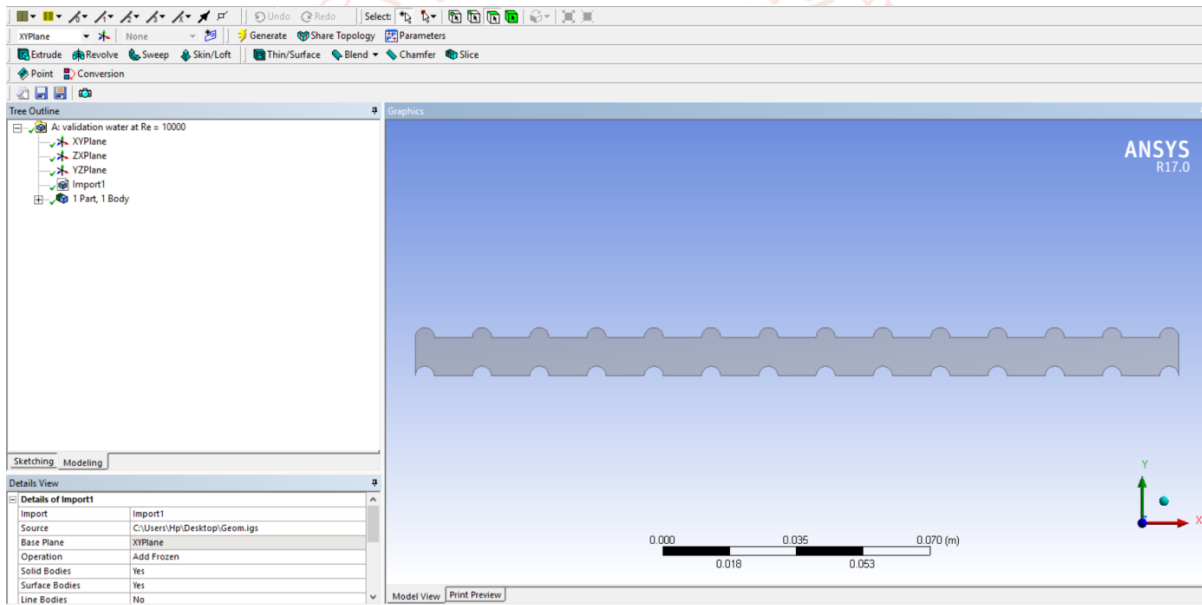 Undo Redo Select:
XYPlane None Generate Share Topology Parameters
Extrude Revolve Sweep Skin/Loft Thin/Surface Blend Chamfer Slice
Point Conversion
Tree Outline
A: validation water at Re = 10000
XYPlane
ZXPlane
YZPlane
Import1
1 Part, 1 Body
Sketching Modeling
Details View
Details of Import1
Import Import1
Source C:\Users\Hp\Desktop\Geom.igs
Base Plane XYPlane
Operation Add Frozen
Solid Bodies Yes
Surface Bodies Yes
Line Bodies No
Graphics
ANSYS
R17.0
Y
X
0.000 0.035 0.070 (m)
0.018 0.053
Model View Print Preview